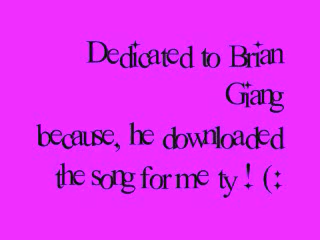 Dedicated to Brian
Giang
because, he downloaded
the song for me ty ! (: